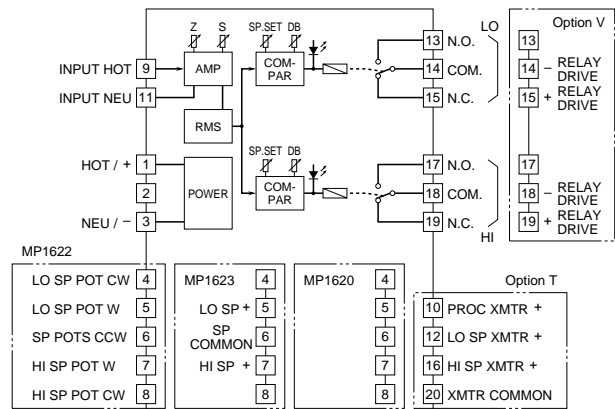 Z S SP.SET DB LO Option V
13 N.O. 13
INPUT HOT 9 AMP COM- PAR 14 COM. 14 – RELAY DRIVE
INPUT NEU 11 15 N.C. 15 + RELAY DRIVE
RMS
SP.SET DB
HOT / + 1 17 N.O. 17
2 POWER COM- PAR 18 COM. 18 – RELAY DRIVE
NEU / – 3 19 N.C. 19 + RELAY DRIVE
HI
MP1622
LO SP POT CW 4
LO SP POT W 5
SP POTS CCW 6
HI SP POT W 7
HI SP POT CW 8
MP1623 4
LO SP + 5
SP COMMON 6
HI SP + 7
8
MP1620 4
5
6
7
8
Option T
10 PROC XMTR +
12 LO SP XMTR +
16 HI SP XMTR +
20 XMTR COMMON